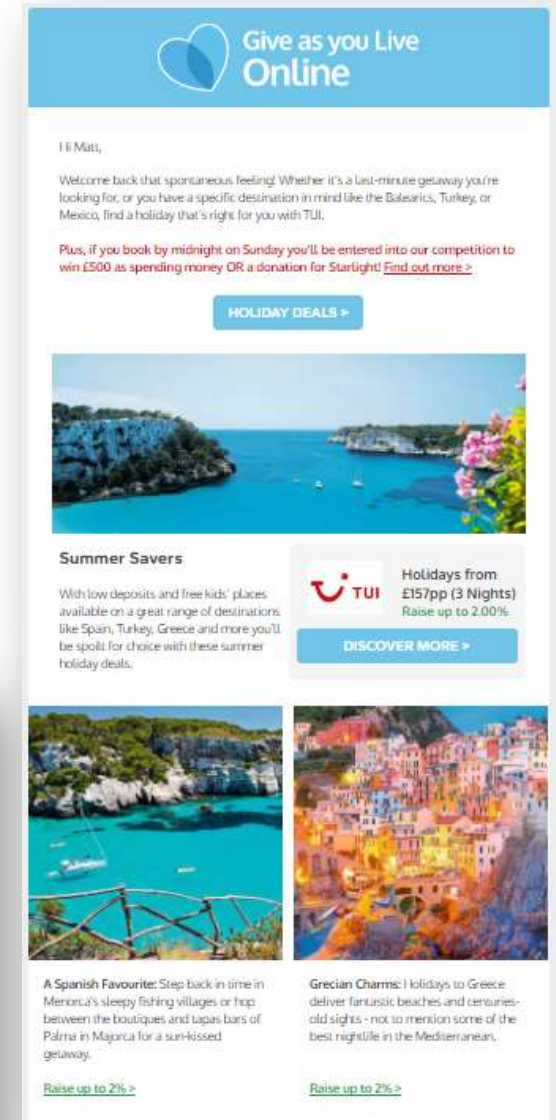 Give as you Live
Online
Hi Matt,
Welcome back that spontaneous feeling! Whether it's a last-minute getaway you're
looking for, or you have a specific destination in mind like the Balearics, Turkey, or
Mexico, find a holiday that's right for you with TUI.
Plus, if you book by midnight on Sunday you'll be entered into our competition to
win £500 as spending money OR a donation for Starlight! Find out more >
HOLIDAY DEALS >
Summer Savers
With low deposits and free kids' places
available on a great range of destinations
like Spain, Turkey, Greece and more you'll
be spoilt for choice with these summer
holiday deals.
TUI
Holidays from
£157pp (3 Nights)
Raise up to 2.00%
DISCOVER MORE >
A Spanish Favourite: Step back in time in
Menorca's sleepy fishing villages or hop
between the boutiques and tapas bars of
Palma in Majorca for a sun-kissed
getaway.
Raise up to 2% >
Grecian Charms: Holidays to Greece
deliver fantastic beaches and centuries-
old sights - not to mention some of the
best nightlife in the Mediterranean.
Raise up to 2% >